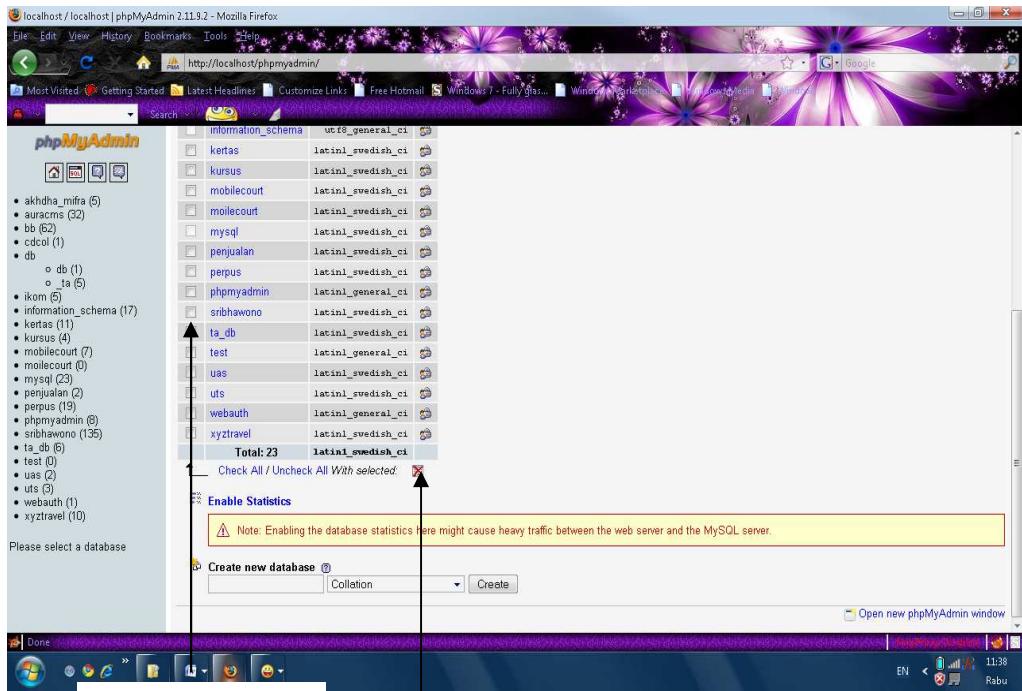 localhost / localhost | phpMyAdmin 2.11.9.2 - Mozilla Firefox
File Edit View History Bookmarks Tools Help
http://localhost/phpmyadmin/
Google
Most Visited Getting Started Latest Headlines Customize Links Free Hotmail Windows 7 - Fully glas...
Search
phpMyAdmin
SQL
akhdha_mifra (5)
auracms (32)
bb (62)
cdcol (1)
db
db (1)
_ta (5)
ikom (5)
information_schema (17)
kertas (11)
kursus (4)
mobilecourt (7)
moilecourt (0)
mysql (23)
penjualan (2)
perpus (19)
phpmyadmin (8)
sribhawono (135)
ta_db (6)
test (0)
uas (2)
uts (3)
webauth (1)
xyztravel (10)
Please select a database
information_schema utf8_general_ci
kertas latin1_swedish_ci
kursus latin1_swedish_ci
mobilecourt latin1_swedish_ci
moilecourt latin1_swedish_ci
mysql latin1_swedish_ci
penjualan latin1_swedish_ci
perpus latin1_swedish_ci
phpmyadmin latin1_general_ci
sribhawono latin1_swedish_ci
ta_db latin1_swedish_ci
test latin1_general_ci
uas latin1_swedish_ci
uts latin1_swedish_ci
webauth latin1_general_ci
xyztravel latin1_swedish_ci
Total: 23 latin1_swedish_ci
Check All / Uncheck All With selected:
Enable Statistics
Note: Enabling the database statistics here might cause heavy traffic between the web server and the MySQL server.
Create new database
Collation
Create
Open new phpMyAdmin window
Done
EN
11:38
Rabu